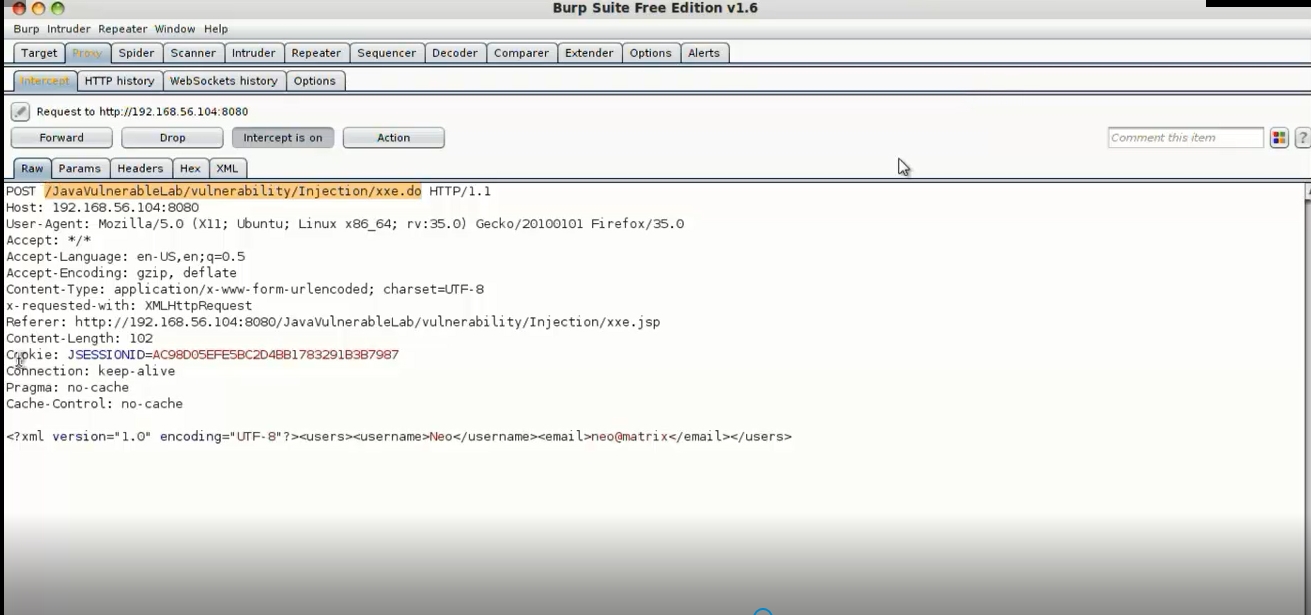 Burp Suite Free Edition v1.6
Burp Intruder Repeater Window Help
Target Proxy Spider Scanner Intruder Repeater Sequencer Decoder Comparer Extender Options Alerts
Intercept HTTP history WebSockets history Options
Request to http://192.168.56.104:8080
Forward Drop Intercept is on Action Comment this item ?
Raw Params Headers Hex XML
POST /JavaVulnerableLab/vulnerability/Injection/xxe.do HTTP/1.1
Host: 192.168.56.104:8080
User-Agent: Mozilla/5.0 (X11; Ubuntu; Linux x86_64; rv:35.0) Gecko/20100101 Firefox/35.0
Accept: */*
Accept-Language: en-US,en;q=0.5
Accept-Encoding: gzip, deflate
Content-Type: application/x-www-form-urlencoded; charset=UTF-8
x-requested-with: XMLHttpRequest
Referer: http://192.168.56.104:8080/JavaVulnerableLab/vulnerability/Injection/xxe.jsp
Content-Length: 102
Cookie: JSESSIONID=AC98D05EFE5BC2D4BB1783291B3B7987
Connection: keep-alive
Pragma: no-cache
Cache-Control: no-cache
<?xml version="1.0" encoding="UTF-8"?><users><username>Neo</username><email>neo@matrix</email></users>